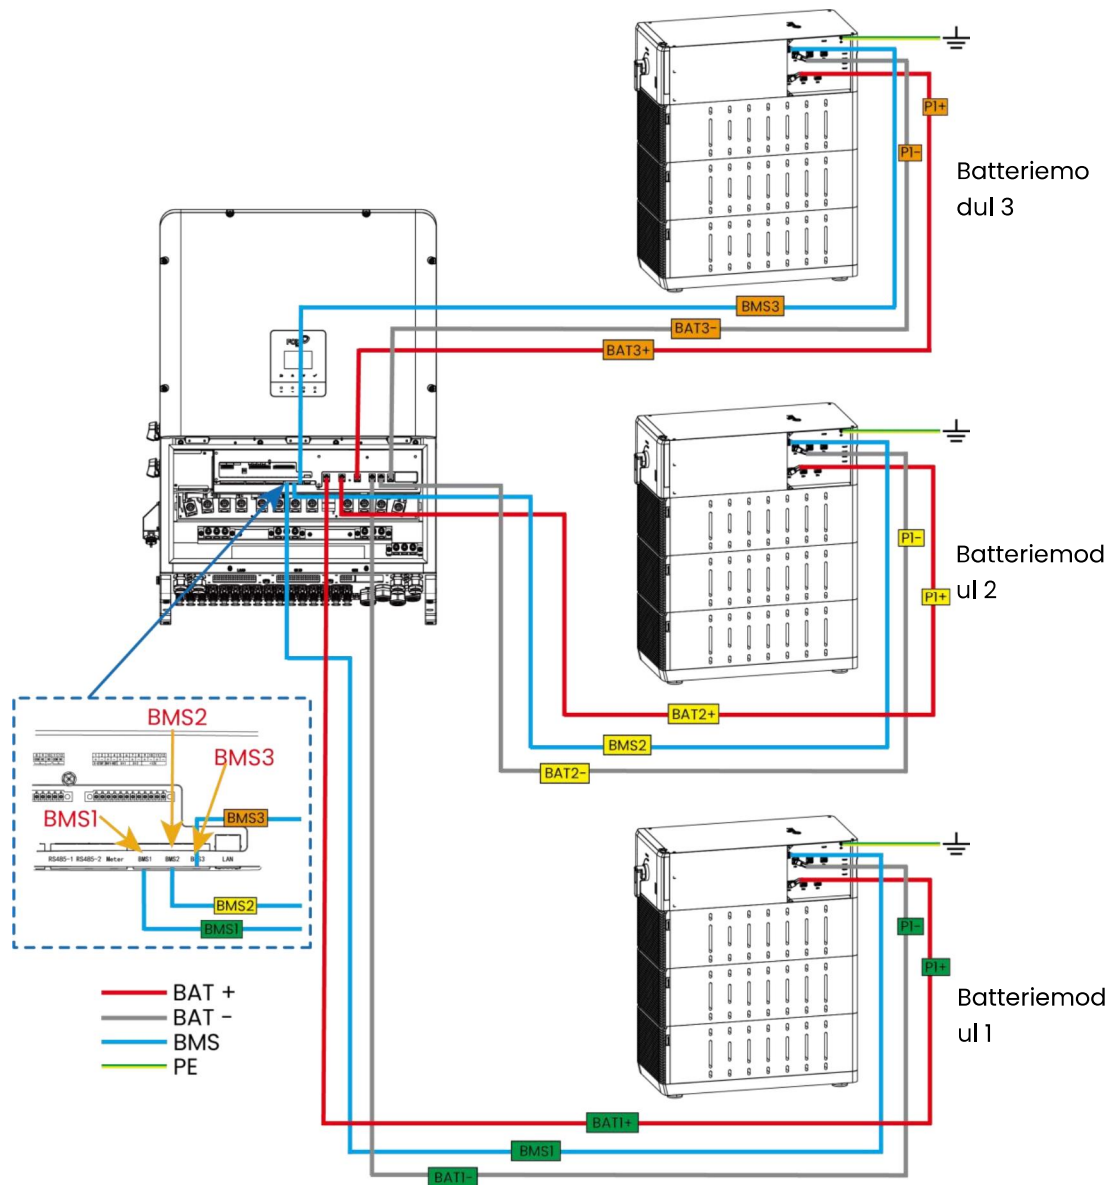 P1+
P1-
Batteriemo
dul 3
BMS3
BAT3-
BAT3+
P1-
Batteriemod
ul 2
P1+
BAT2+
BMS2
BAT2-
BMS2
BMS3
BMS1
BMS3
RS485-1 RS485-2 Meter BMS1 BMS2 LAN
BMS2
BMS1
P1-
P1+
Batteriemod
ul 1
BAT +
BAT -
BMS
PE
BAT1+
BMS1
BAT1-